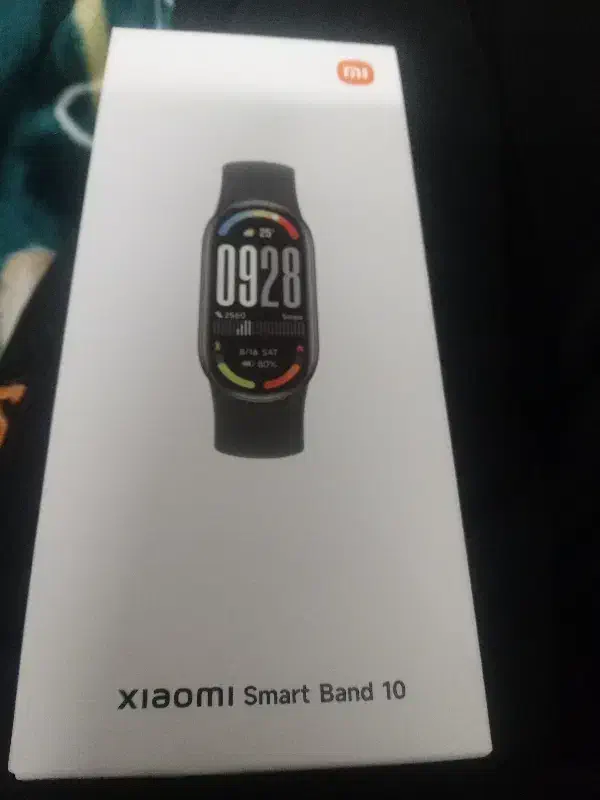 mi
25°
0928
2560
8/16 SAT
80%
xiaomi Smart Band 10